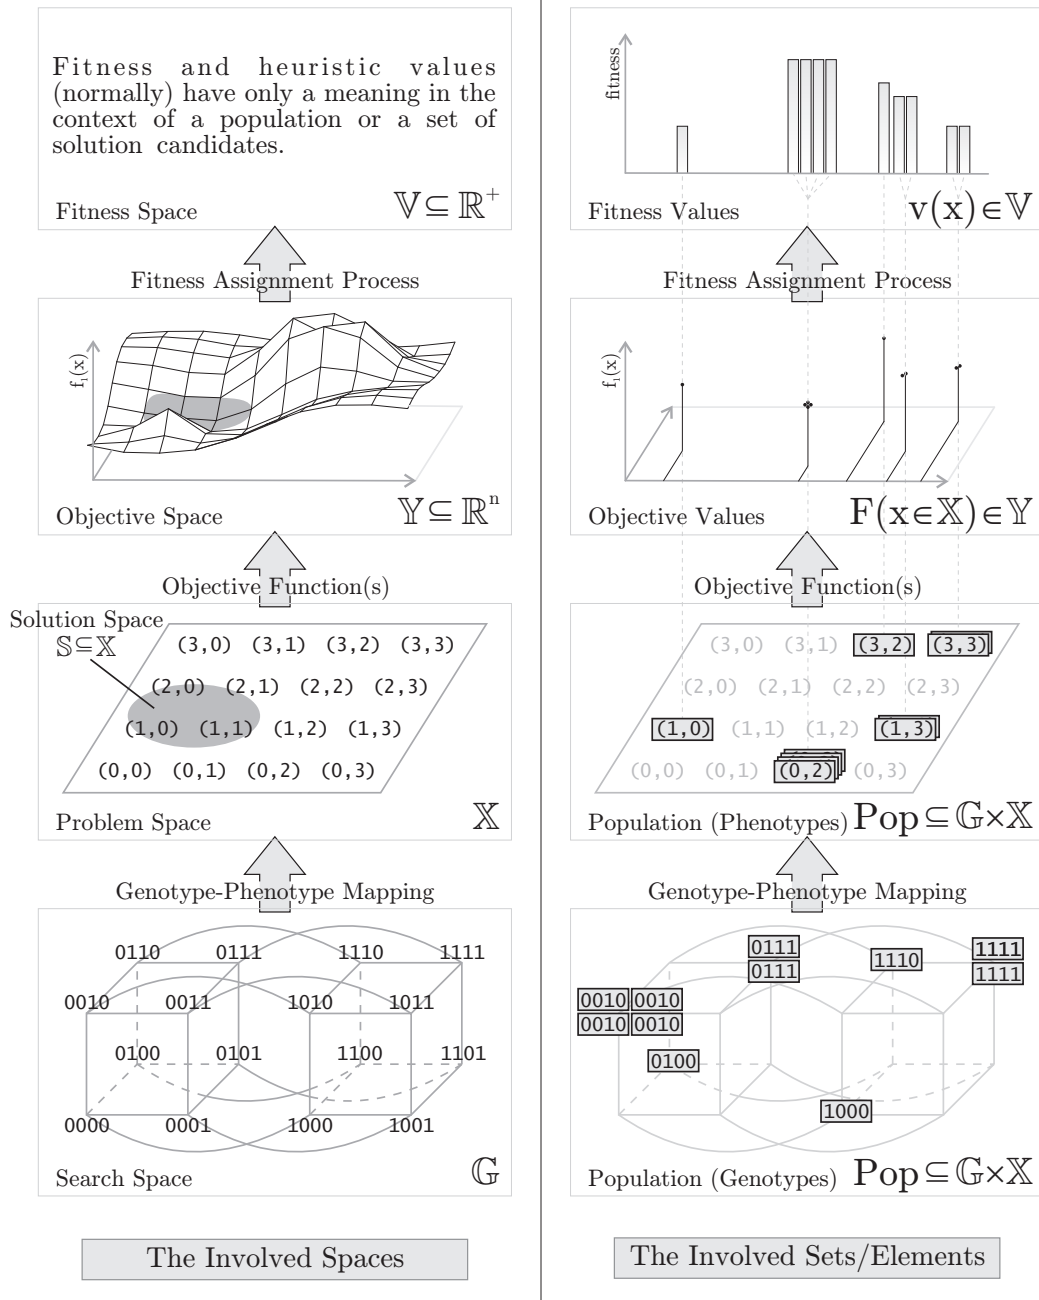 Fitness and heuristic values
(normally) have only a meaning in the
context of a population or a set of
solution candidates.
Fitness Space
𝕍⊆ℝ⁺
Fitness Assignment Process
f₁(x)
Objective Space
𝕐⊆ℝⁿ
Objective Function(s)
Solution Space
𝕊⊆𝕏
(3,0) (3,1) (3,2) (3,3)
(2,0) (2,1) (2,2) (2,3)
(1,0) (1,1) (1,2) (1,3)
(0,0) (0,1) (0,2) (0,3)
Problem Space
𝕏
Genotype-Phenotype Mapping
0110 0111 1110 1111
0010 0011 1010 1011
0100 0101 1100 1101
0000 0001 1000 1001
Search Space
𝔾
The Involved Spaces
fitness
Fitness Values
v(x)∈𝕍
Fitness Assignment Process
f₁(x)
Objective Values
F(x∈𝕏)∈𝕐
Objective Function(s)
(3,0) (3,1) (3,2) (3,3)
(2,0) (2,1) (2,2) (2,3)
(1,0) (1,1) (1,2) (1,3)
(0,0) (0,1) (0,2) (0,3)
Population (Phenotypes)
Pop⊆𝔾×𝕏
Genotype-Phenotype Mapping
0111 1110 1111
0111 1111
0010 0010
0010 0010
0100
1000
Population (Genotypes)
Pop⊆𝔾×𝕏
The Involved Sets/Elements